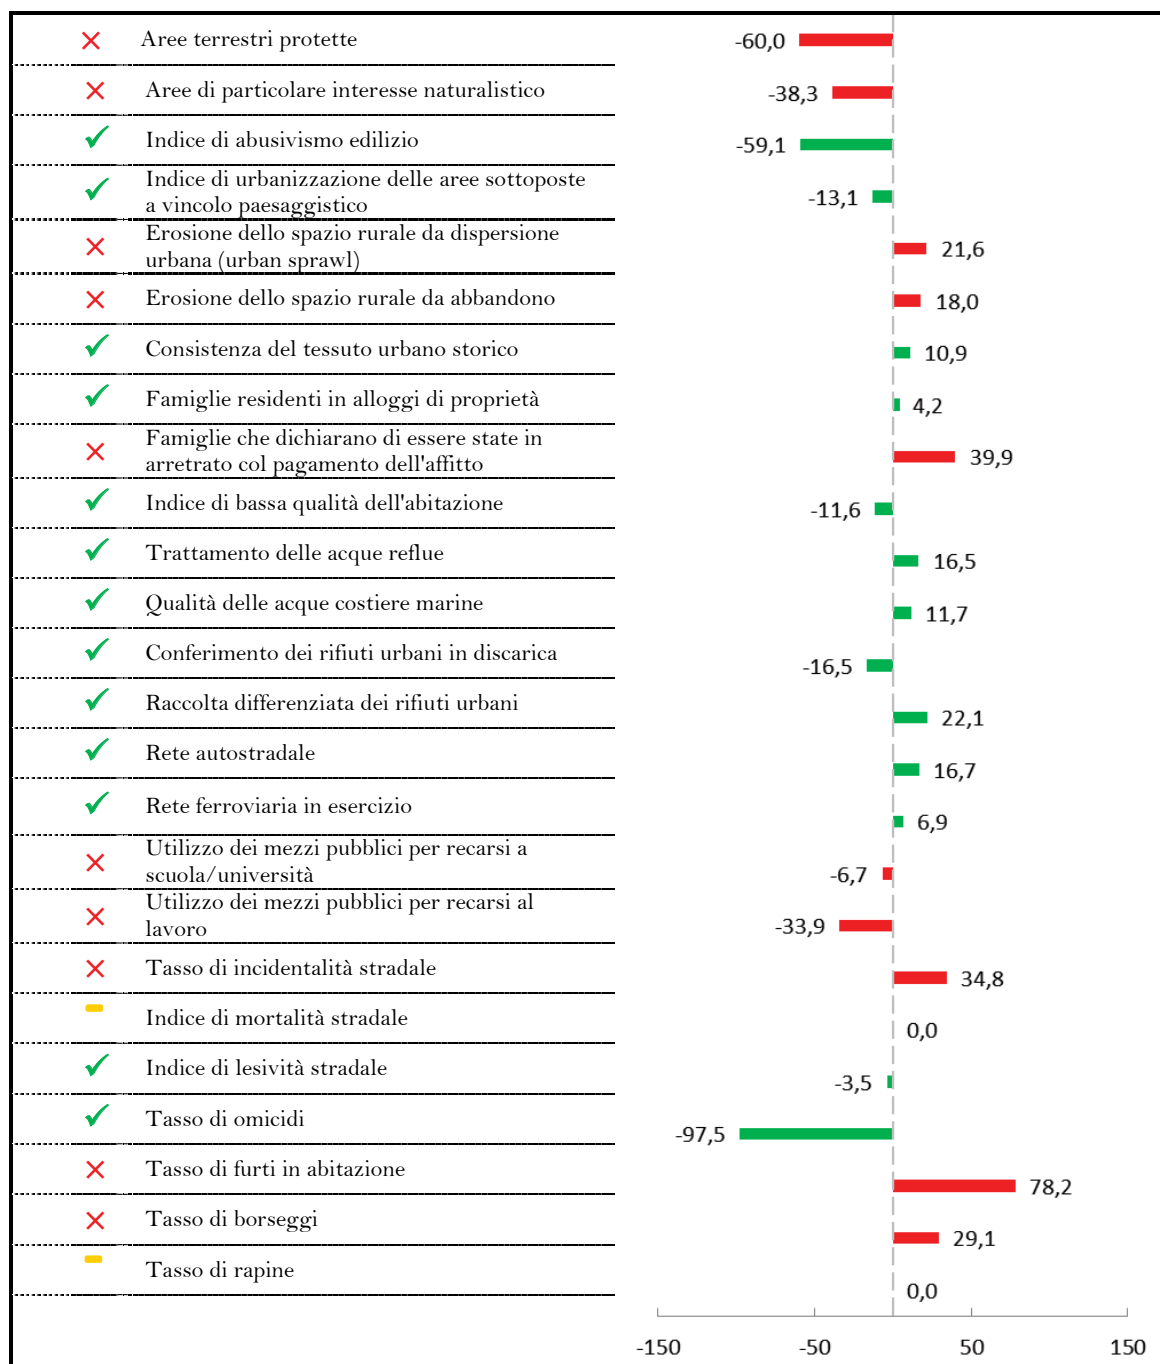 Aree terrestri protette -60,0
Aree di particolare interesse naturalistico -38,3
Indice di abusivismo edilizio -59,1
Indice di urbanizzazione delle aree sottoposte
a vincolo paesaggistico -13,1
Erosione dello spazio rurale da dispersione
urbana (urban sprawl) 21,6
Erosione dello spazio rurale da abbandono 18,0
Consistenza del tessuto urbano storico 10,9
Famiglie residenti in alloggi di proprietà 4,2
Famiglie che dichiarano di essere state in
arretrato col pagamento dell'affitto 39,9
Indice di bassa qualità dell'abitazione -11,6
Trattamento delle acque reflue 16,5
Qualità delle acque costiere marine 11,7
Conferimento dei rifiuti urbani in discarica -16,5
Raccolta differenziata dei rifiuti urbani 22,1
Rete autostradale 16,7
Rete ferroviaria in esercizio 6,9
Utilizzo dei mezzi pubblici per recarsi a
scuola/università -6,7
Utilizzo dei mezzi pubblici per recarsi al
lavoro -33,9
Tasso di incidentalità stradale 34,8
Indice di mortalità stradale 0,0
Indice di lesività stradale -3,5
Tasso di omicidi -97,5
Tasso di furti in abitazione 78,2
Tasso di borseggi 29,1
Tasso di rapine 0,0
-150 -50 50 150